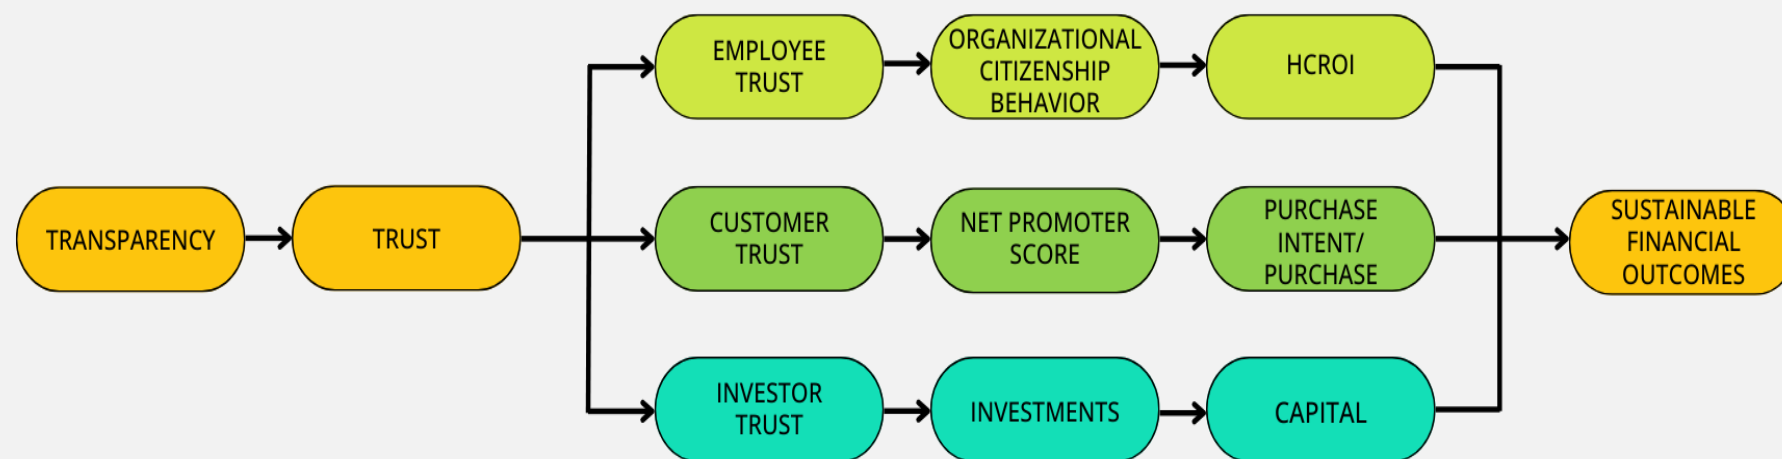 TRANSPARENCY
TRUST
EMPLOYEE
TRUST
ORGANIZATIONAL
CITIZENSHIP
BEHAVIOR
HCROI
CUSTOMER
TRUST
NET PROMOTER
SCORE
PURCHASE
INTENT/
PURCHASE
INVESTOR
TRUST
INVESTMENTS
CAPITAL
SUSTAINABLE
FINANCIAL
OUTCOMES